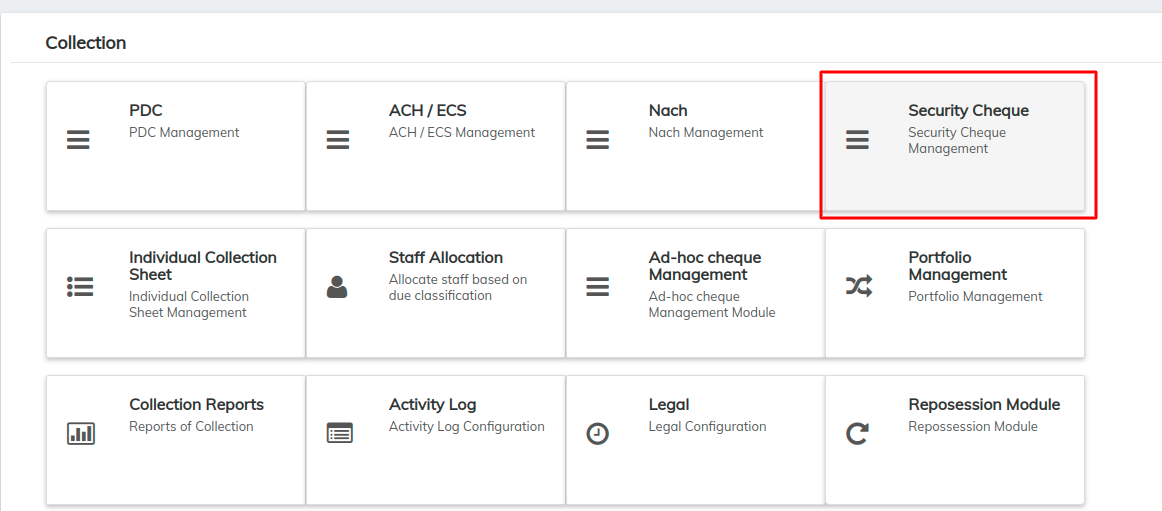 Collection
PDC
PDC Management
ACH / ECS
ACH / ECS Management
Nach
Nach Management
Security Cheque
Security Cheque
Management
Individual Collection
Sheet
Individual Collection
Sheet Management
Staff Allocation
Allocate staff based on
due classification
Ad-hoc cheque
Management
Ad-hoc cheque
Management Module
Portfolio
Management
Portfolio Management
Collection Reports
Reports of Collection
Activity Log
Activity Log Configuration
Legal
Legal Configuration
Reposession Module
Repossession Module